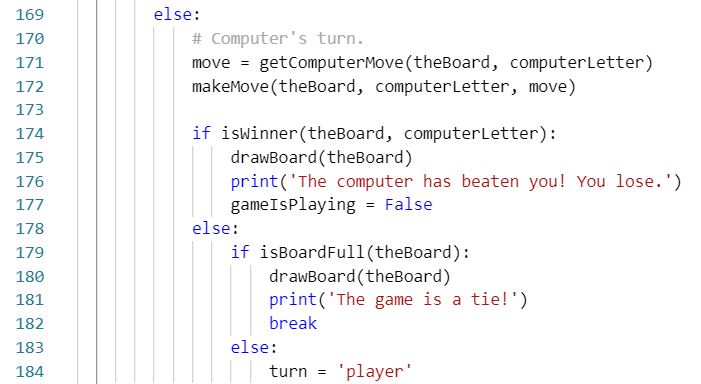 169 else:
170 # Computer's turn.
171 move = getComputerMove(theBoard, computerLetter)
172 makeMove(theBoard, computerLetter, move)
173
174 if isWinner(theBoard, computerLetter):
175 drawBoard(theBoard)
176 print('The computer has beaten you! You lose.')
177 gameIsPlaying = False
178 else:
179 if isBoardFull(theBoard):
180 drawBoard(theBoard)
181 print('The game is a tie!')
182 break
183 else:
184 turn = 'player'